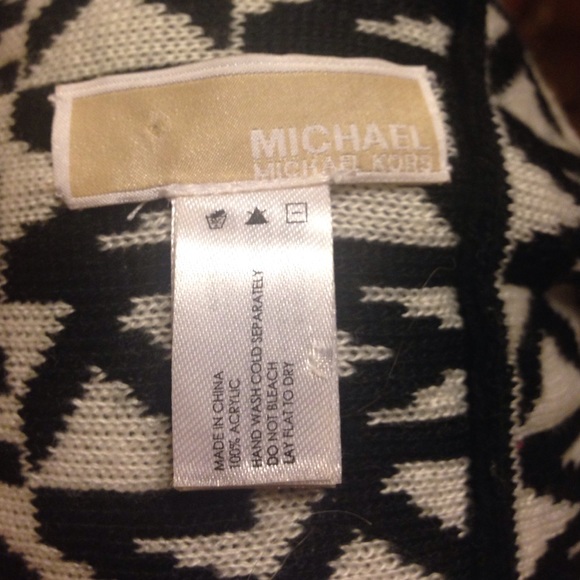 MICHAEL
MICHAEL KORS
MADE IN CHINA
100% ACRYLIC
HAND WASH COLD SEPARATELY
DO NOT BLEACH
LAY FLAT TO DRY